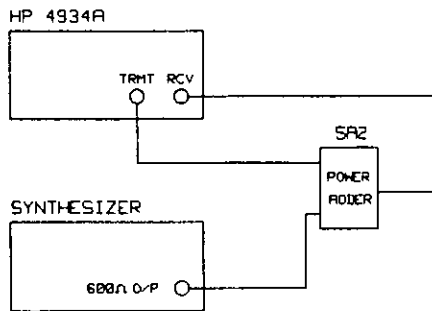 HP 4934A
TRMT RCV
SA2
POWER
ADDER
SYNTHESIZER
600Ω O/P